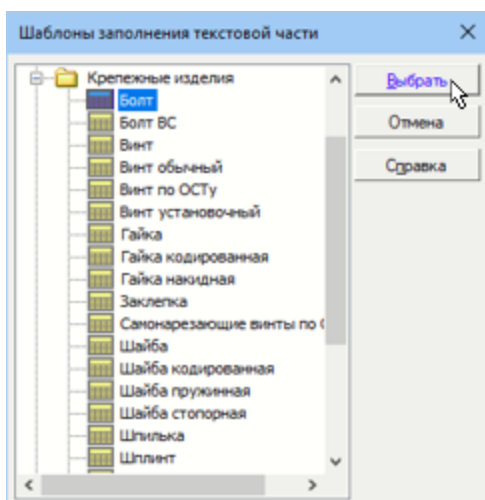 Шаблоны заполнения текстовой части
Крепежные изделия
Болт
Болт ВС
Винт
Винт обычный
Винт по ОСТу
Винт установочный
Гайка
Гайка кодированная
Гайка накидная
Заклепка
Самонарезающие винты по
Шайба
Шайба кодированная
Шайба пружинная
Шайба стопорная
Шпилька
Шплинт
Выбрать
Отмена
Справка